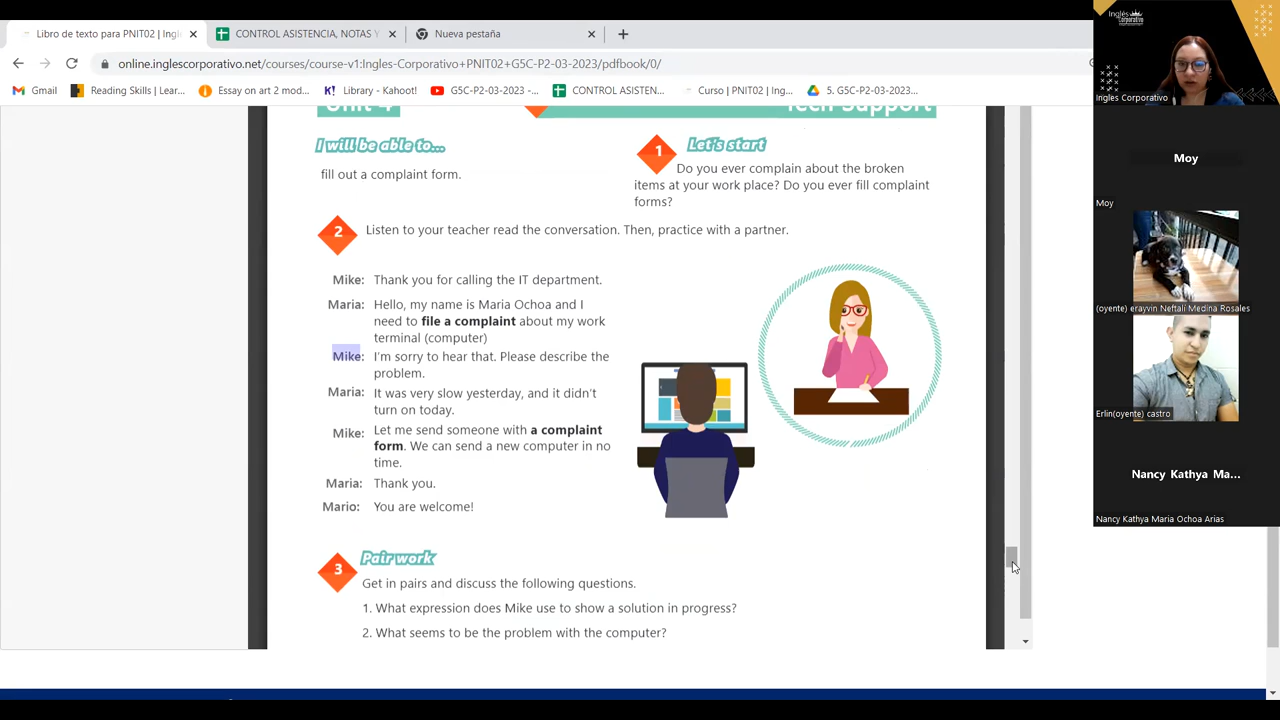 Libro de texto para PNIT02 | Ingl
CONTROL ASISTENCIA, NOTAS Y
Nueva pestaña
online.inglescorporativo.net/courses/course-v1:Ingles-Corporativo+PNIT02+G5C-P2-03-2023/pdfbook/0/
Gmail
Reading Skills | Lear...
Essay on art 2 mod...
Library - Kahoot!
G5C-P2-03-2023 -...
CONTROL ASISTEN...
Curso | PNIT02 | Ing...
5. G5C-P2-03-2023...
Unit 4
Tech Support
I will be able to...
fill out a complaint form.
1
Let's start
Do you ever complain about the broken
items at your work place? Do you ever fill complaint
forms?
2
Listen to your teacher read the conversation. Then, practice with a partner.
Mike: Thank you for calling the IT department.
Maria: Hello, my name is Maria Ochoa and I
need to file a complaint about my work
terminal (computer)
Mike: I'm sorry to hear that. Please describe the
problem.
Maria: It was very slow yesterday, and it didn't
turn on today.
Mike: Let me send someone with a complaint
form. We can send a new computer in no
time.
Maria: Thank you.
Mario: You are welcome!
3
Pair work
Get in pairs and discuss the following questions.
1. What expression does Mike use to show a solution in progress?
2. What seems to be the problem with the computer?
Inglés
Corporativo
Ingles Corporativo
Moy
Moy
(oyente) erayvin Neftalí Medina Rosales
Erlin(oyente) castro
Nancy Kathya Ma...
Nancy Kathya Maria Ochoa Arias